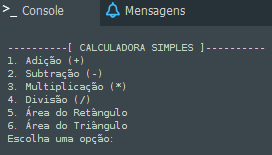 >_ Console Mensagens
----------[ CALCULADORA SIMPLES ]----------
1. Adição (+)
2. Subtração (-)
3. Multiplicação (*)
4. Divisão (/)
5. Área do Retângulo
6. Área do Triângulo
Escolha uma opção: